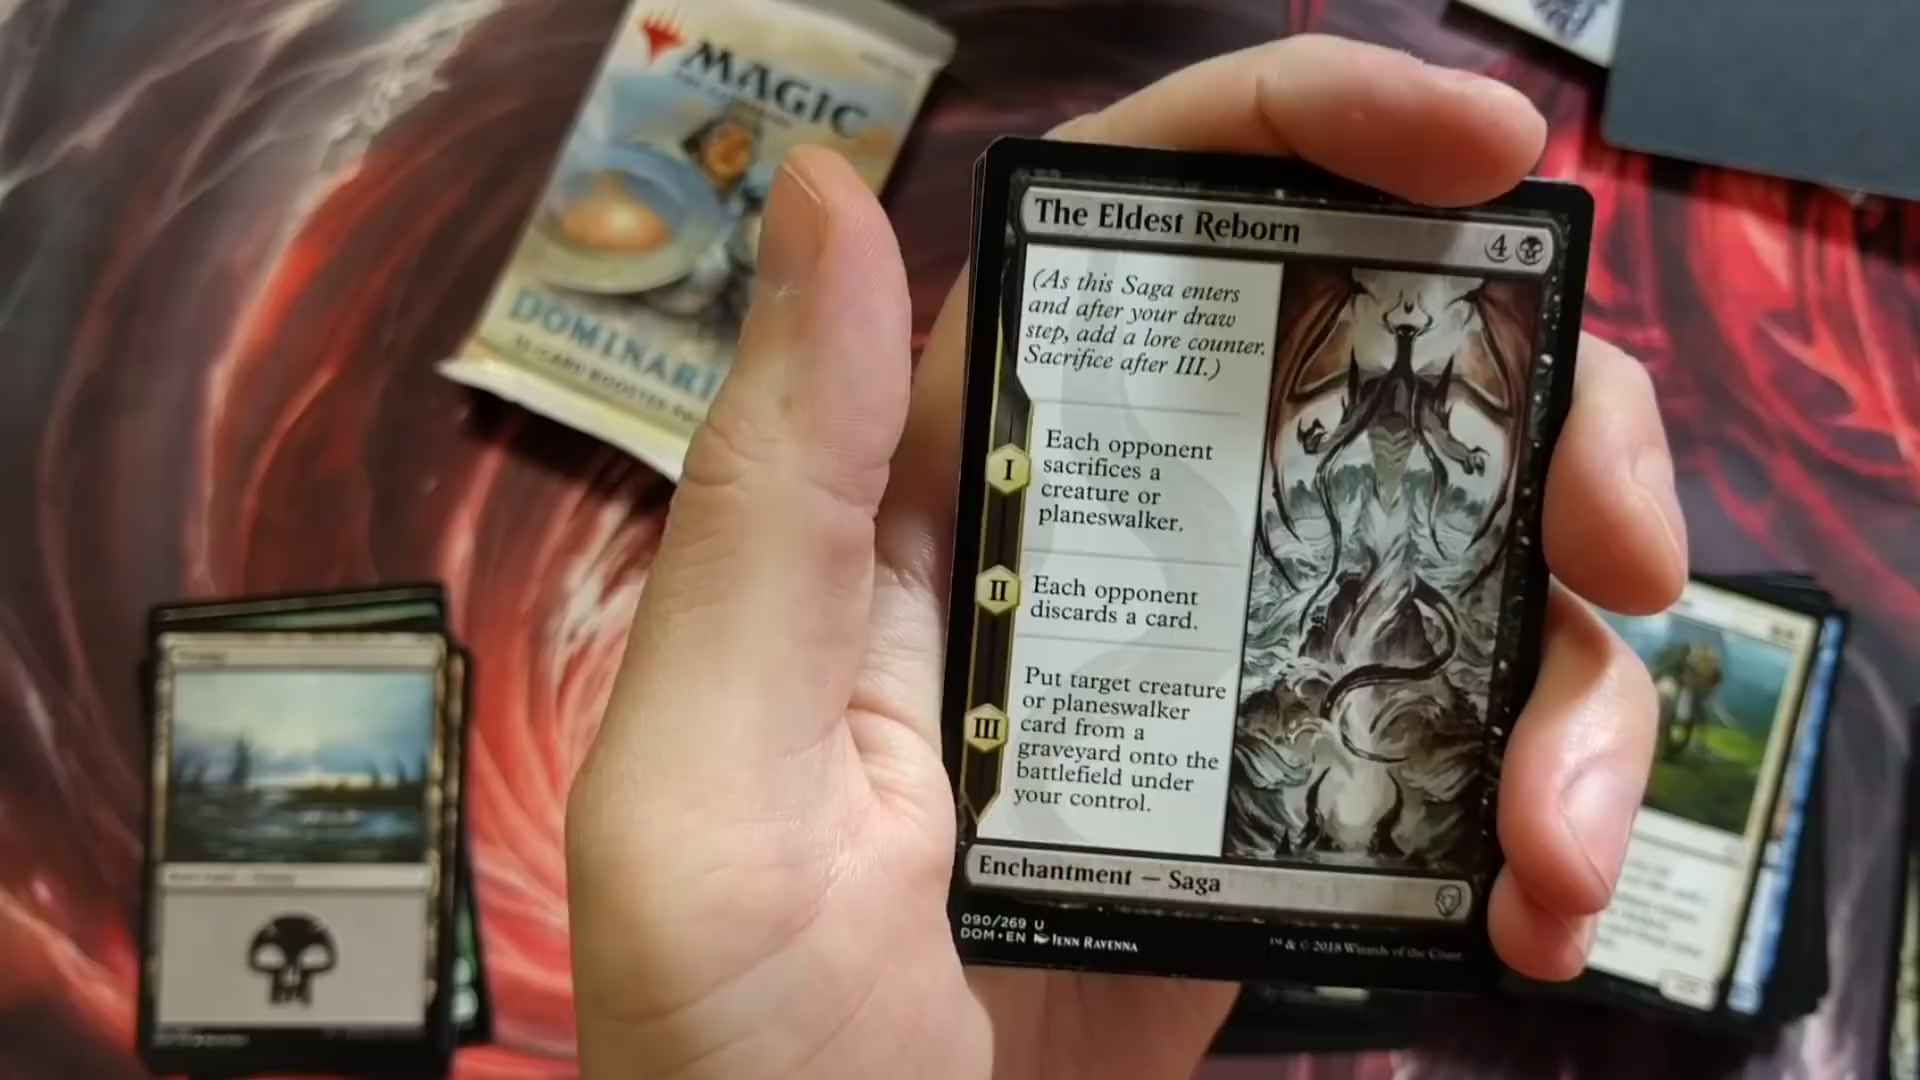 MAGIC
DOMINARI
The Eldest Reborn
4
(As this Saga enters
and after your draw
step, add a lore counter.
Sacrifice after III.)
I
Each opponent
sacrifices a
creature or
planeswalker.
II
Each opponent
discards a card.
III
Put target creature
or planeswalker
card from a
graveyard onto the
battlefield under
your control.
Enchantment — Saga
090/269 U
DOM • EN JENN RAVENNA
™ & © 2018 Wizards of the Coast